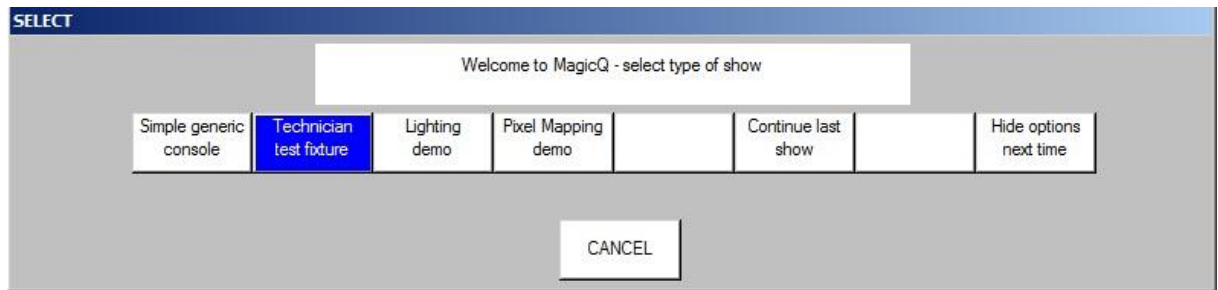 SELECT
Welcome to MagicQ - select type of show
Simple generic
console
Technician
test fixture
Lighting
demo
Pixel Mapping
demo
Continue last
show
Hide options
next time
CANCEL